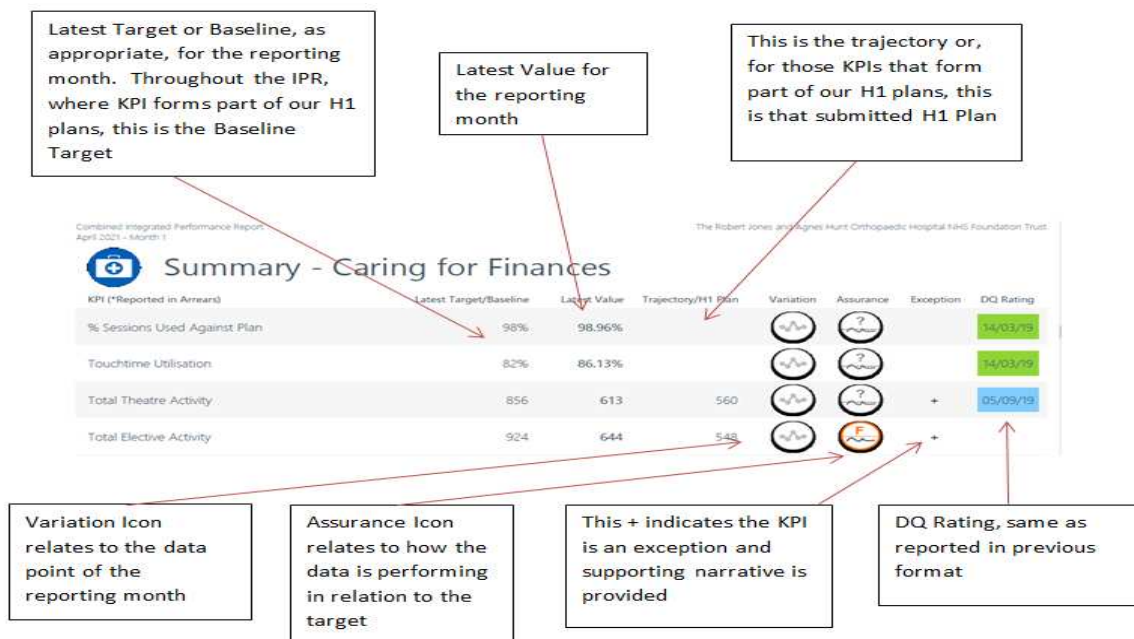 Latest Target or Baseline, as
appropriate, for the reporting
month. Throughout the IPR,
where KPI forms part of our H1
plans, this is the Baseline
Target
Latest Value for
the reporting
month
This is the trajectory or,
for those KPIs that form
part of our H1 plans, this
is that submitted H1 Plan
Combined Integrated Performance Report
April 2021 - Month 1
The Robert Jones and Agnes Hunt Orthopaedic Hospital NHS Foundation Trust
Summary - Caring for Finances
KPI (*Reported in Arrears) Latest Target/Baseline Latest Value Trajectory/H1 Plan Variation Assurance Exception DQ Rating
% Sessions Used Against Plan 98% 98.96% ? 14/03/19
Touchtime Utilisation 82% 86.13% ? 14/03/19
Total Theatre Activity 856 613 560 ? + 05/09/19
Total Elective Activity 924 644 548 F +
Variation Icon
relates to the data
point of the
reporting month
Assurance Icon
relates to how the
data is performing
in relation to the
target
This + indicates the KPI
is an exception and
supporting narrative is
provided
DQ Rating, same as
reported in previous
format